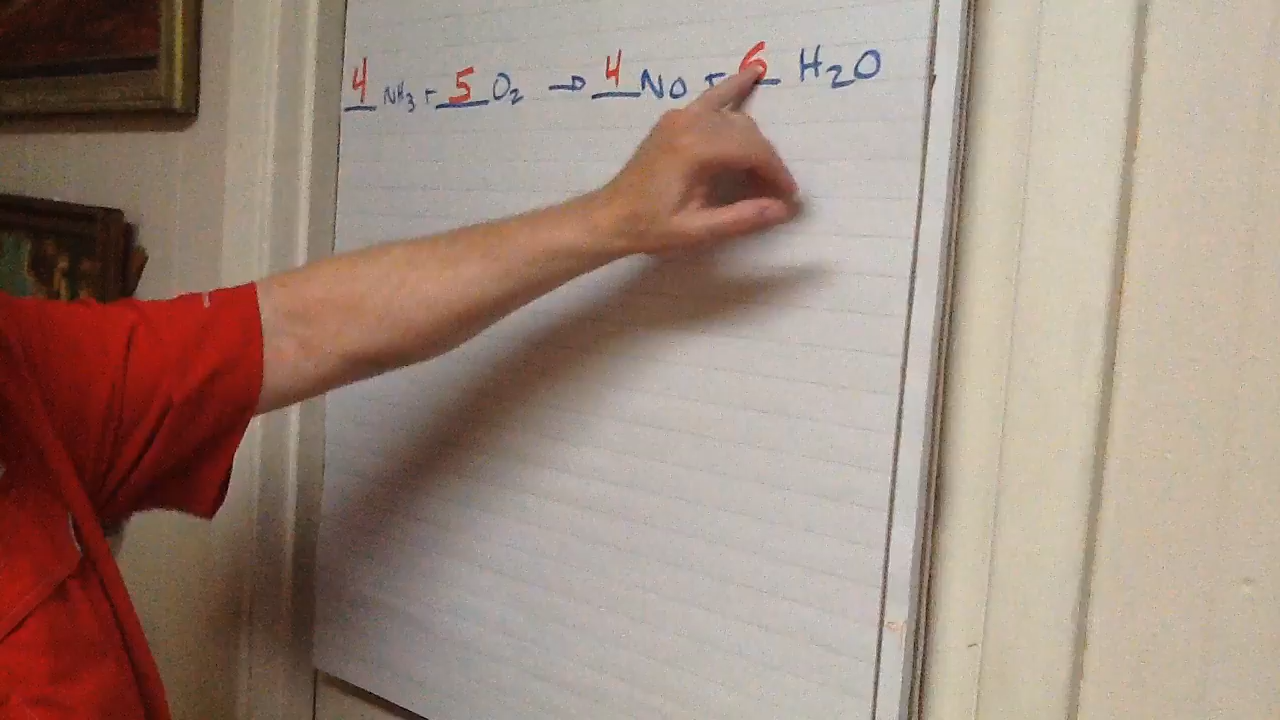 4 NH₃ + 5 O₂ → 4 No + 6 H₂O